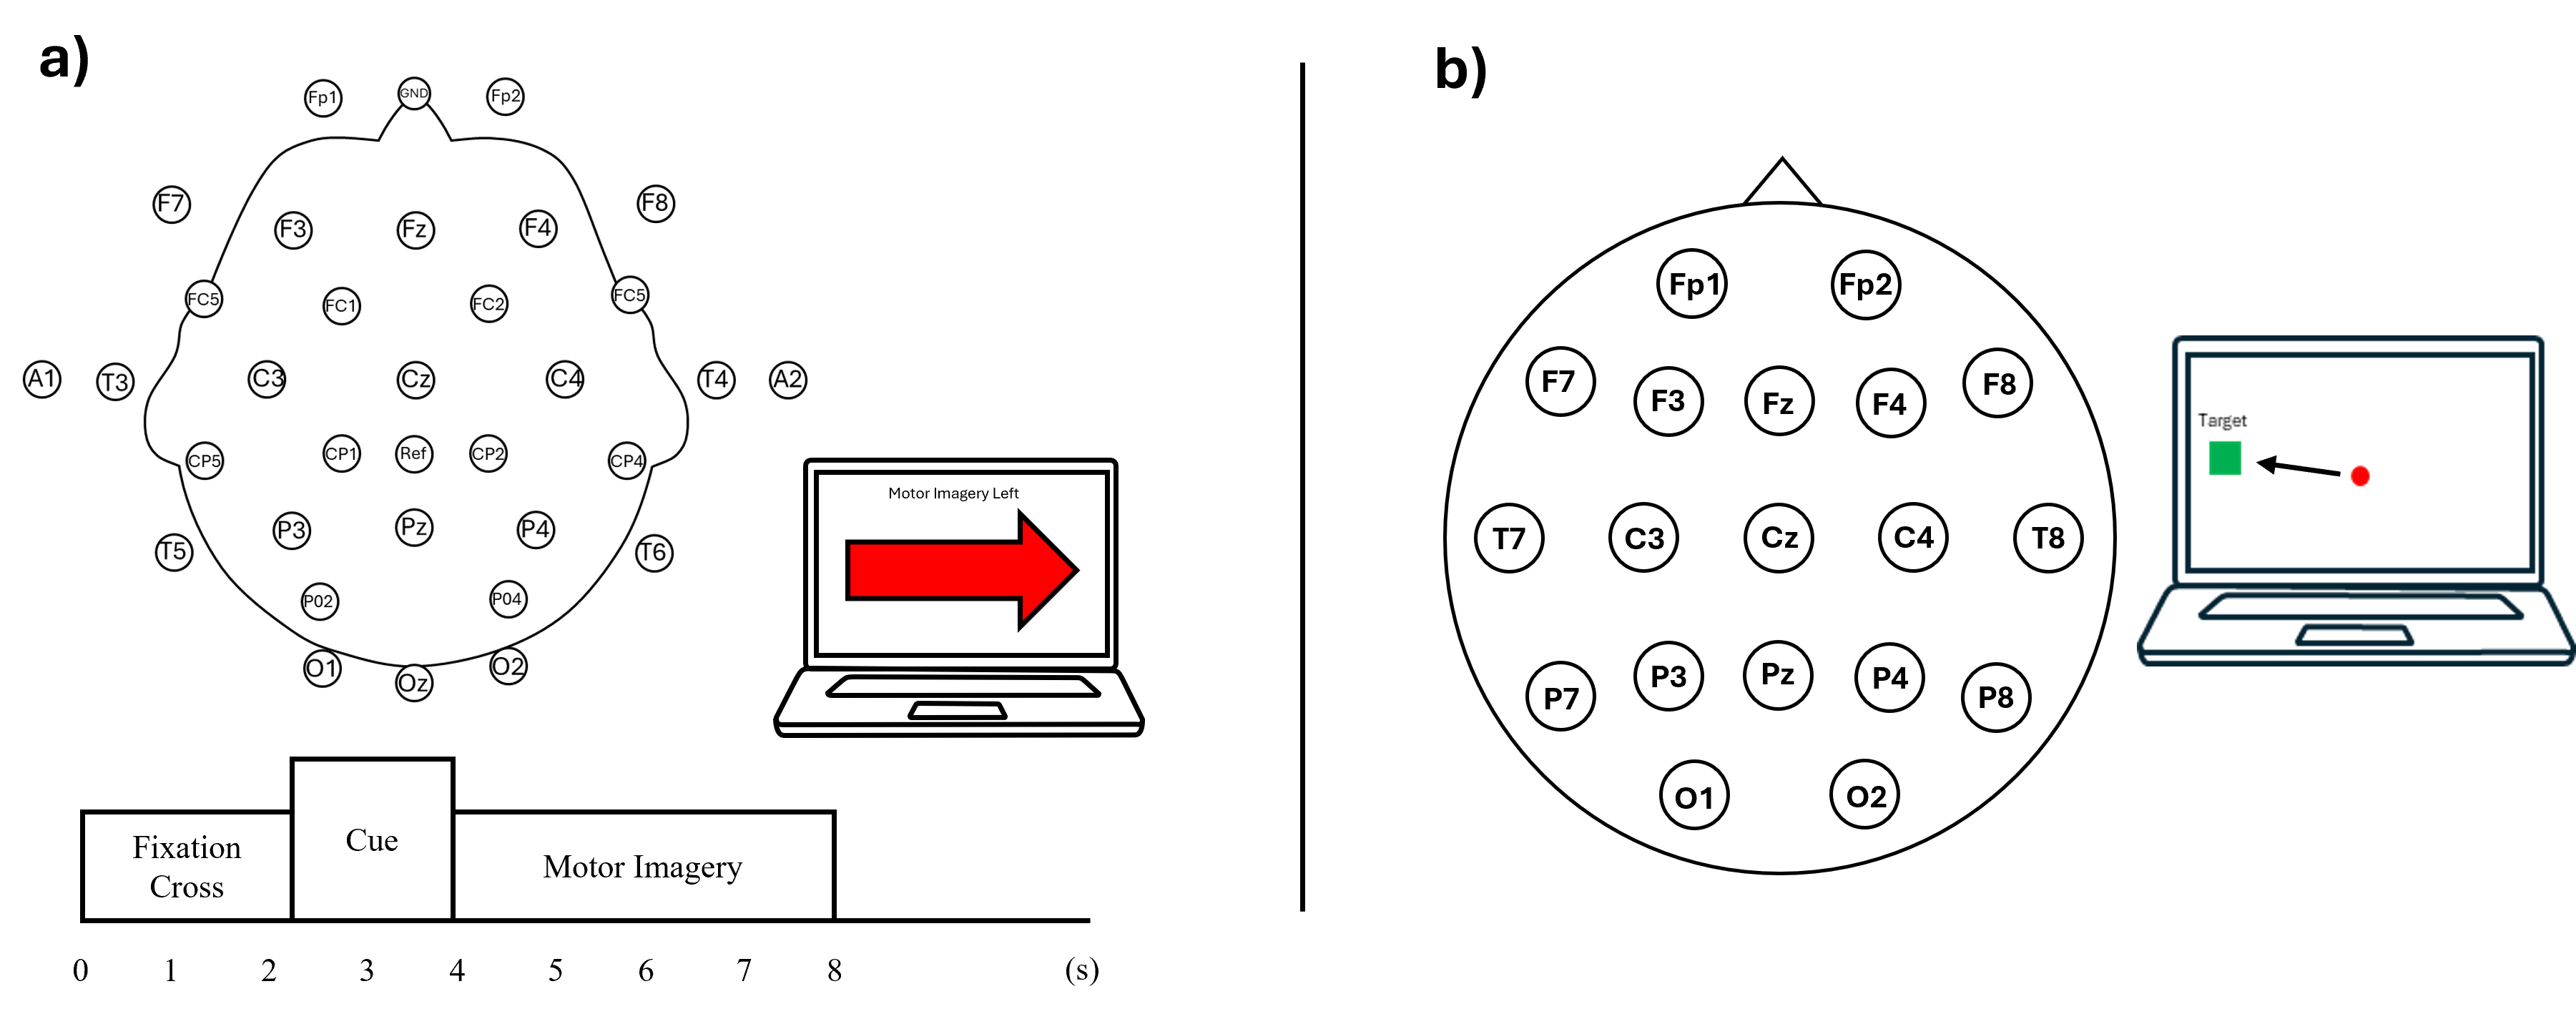 a)
Fp1 GND Fp2
F7 F8
F3 Fz F4
FC5 FC1 FC2 FC5
A1 T3 C3 Cz C4 T4 A2
CP5 CP1 Ref CP2 CP4
P3 Pz P4
T5 T6
P02 P04
O1 Oz O2
Motor Imagery Left
Fixation
Cross
Cue
Motor Imagery
0 1 2 3 4 5 6 7 8 (s)
b)
Fp1 Fp2
F7 F3 Fz F4 F8
T7 C3 Cz C4 T8
P7 P3 Pz P4 P8
O1 O2
Target